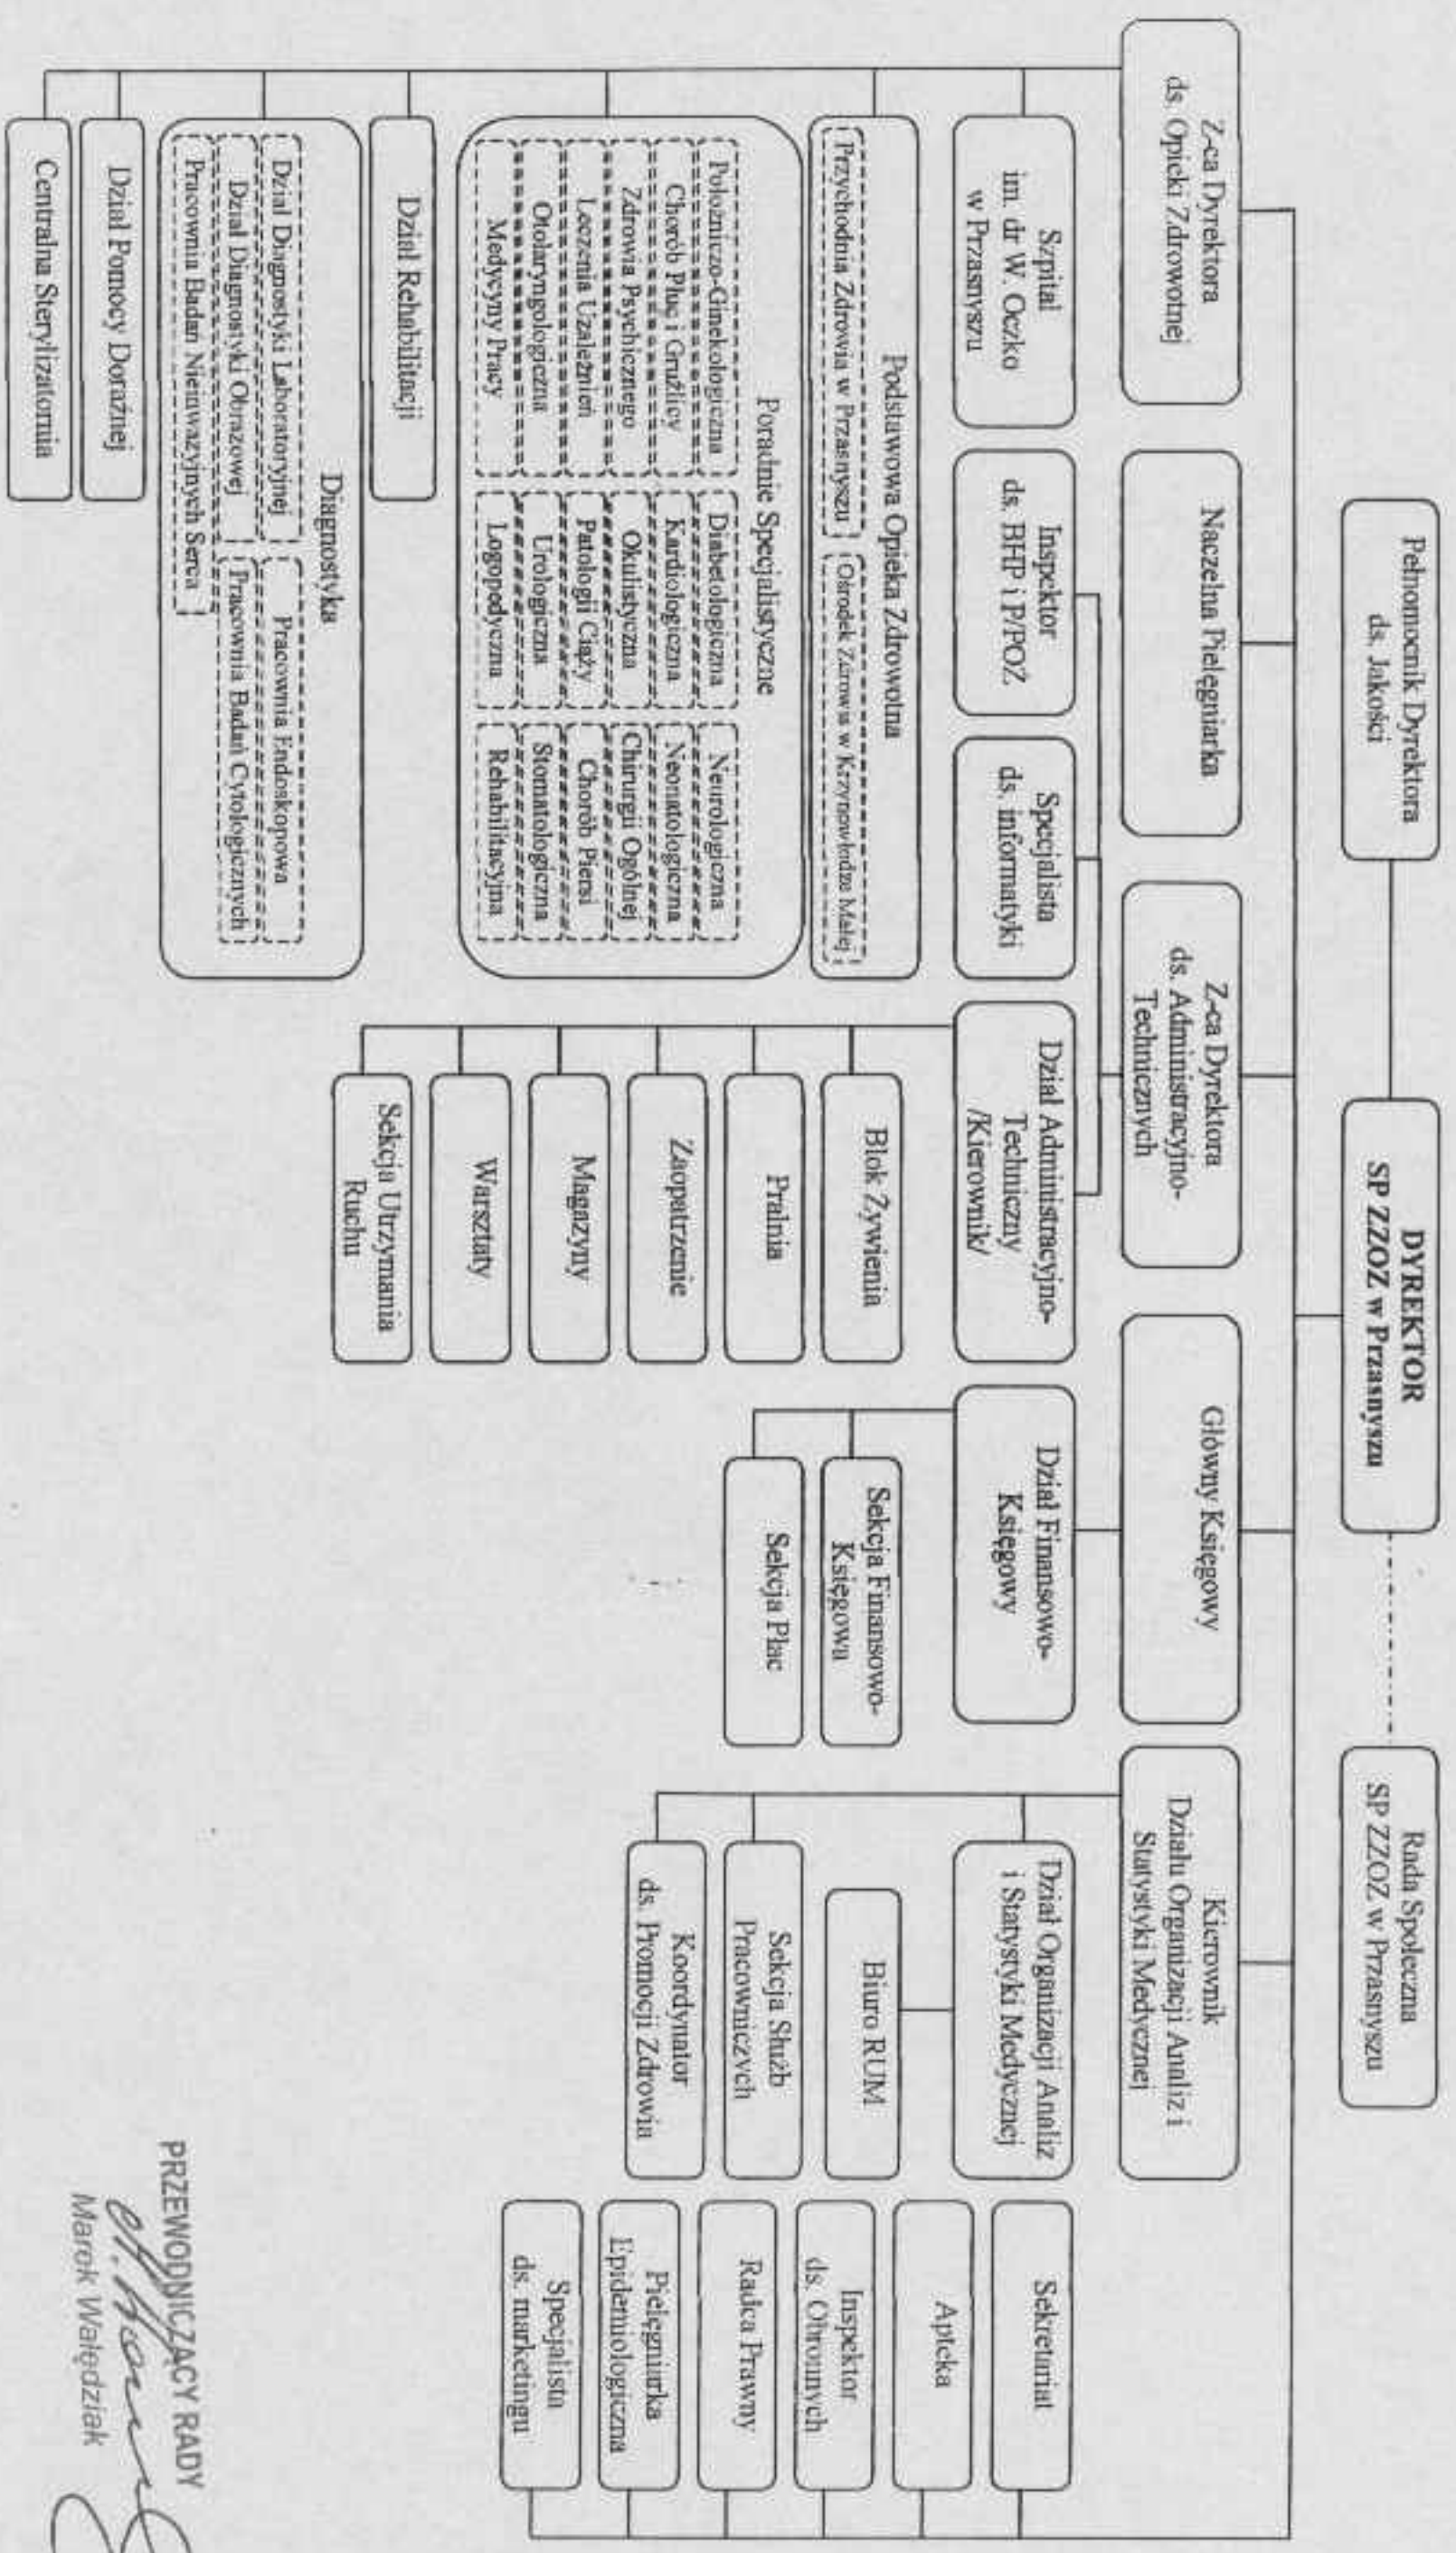 Pełnomocnik Dyrektora
ds. Jakości
DYREKTOR
SP ZZOZ w Przasnyszu
Rada Społeczna
SP ZZOZ w Przasnyszu
Z-ca Dyrektora
ds. Opieki Zdrowotnej
Naczelna Pielęgniarka
Z-ca Dyrektora
ds. Administracyjno-
Technicznych
Główny Księgowy
Kierownik
Działu Organizacji Analiz i
Statystyki Medycznej
Szpital
im. dr W. Oczko
w Przasnyszu
Inspektor
ds. BHP i P/POŻ
Specjalista
ds. informatyki
Dział Administracyjno-
Techniczny
/Kierownik/
Dział Finansowo-
Księgowy
Dział Organizacji Analiz
i Statystyki Medycznej
Sekretariat
Podstawowa Opieka Zdrowotna
Przychodnia Zdrowia w Przasnyszu
Ośrodek Zdrowia w Krzynowłodze Małej
Blok Żywienia
Sekcja Finansowo-
Księgowa
Biuro RUM
Apteka
Poradnie Specjalistyczne
Położniczo-Ginekologiczna
Diabetologiczna
Neurologiczna
Chorób Płuc i Gruźlicy
Kardiologiczna
Neonatologiczna
Zdrowia Psychicznego
Okulistyczna
Chirurgii Ogólnej
Leczenia Uzależnień
Patologii Ciąży
Chorób Piersi
Otolaryngologiczna
Urologiczna
Stomatologiczna
Medycyny Pracy
Logopedyczna
Rehabilitacyjna
Pralnia
Sekcja Płac
Sekcja Służb
Pracowniczych
Inspektor
ds. Obronnych
Zaopatrzenie
Koordynator
ds. Promocji Zdrowia
Radca Prawny
Magazyny
Pielęgniarka
Epidemiologiczna
Warsztaty
Specjalista
ds. marketingu
Dział Rehabilitacji
Sekcja Utrzymania
Ruchu
Diagnostyka
Dział Diagnostyki Laboratoryjnej
Pracownia Endoskopowa
Dział Diagnostyki Obrazowej
Pracownia Badań Cytologicznych
Pracownia Badań Nieinwazyjnych Serca
Dział Pomocy Doraźnej
Centralna Sterylizatornia
PRZEWODNICZĄCY RADY
Marek Wałędziak